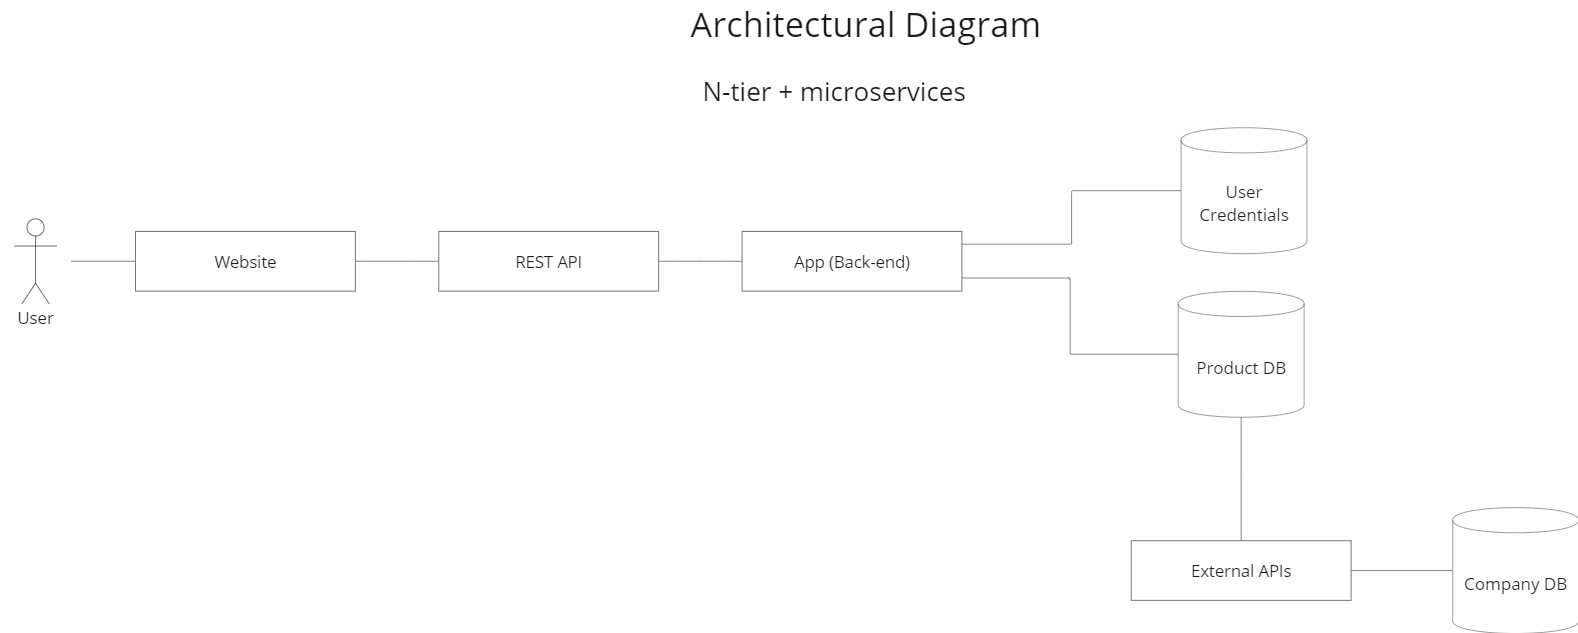 Architectural Diagram
N-tier + microservices
User
Credentials
Website
REST API
App (Back-end)
User
Product DB
External APIs
Company DB